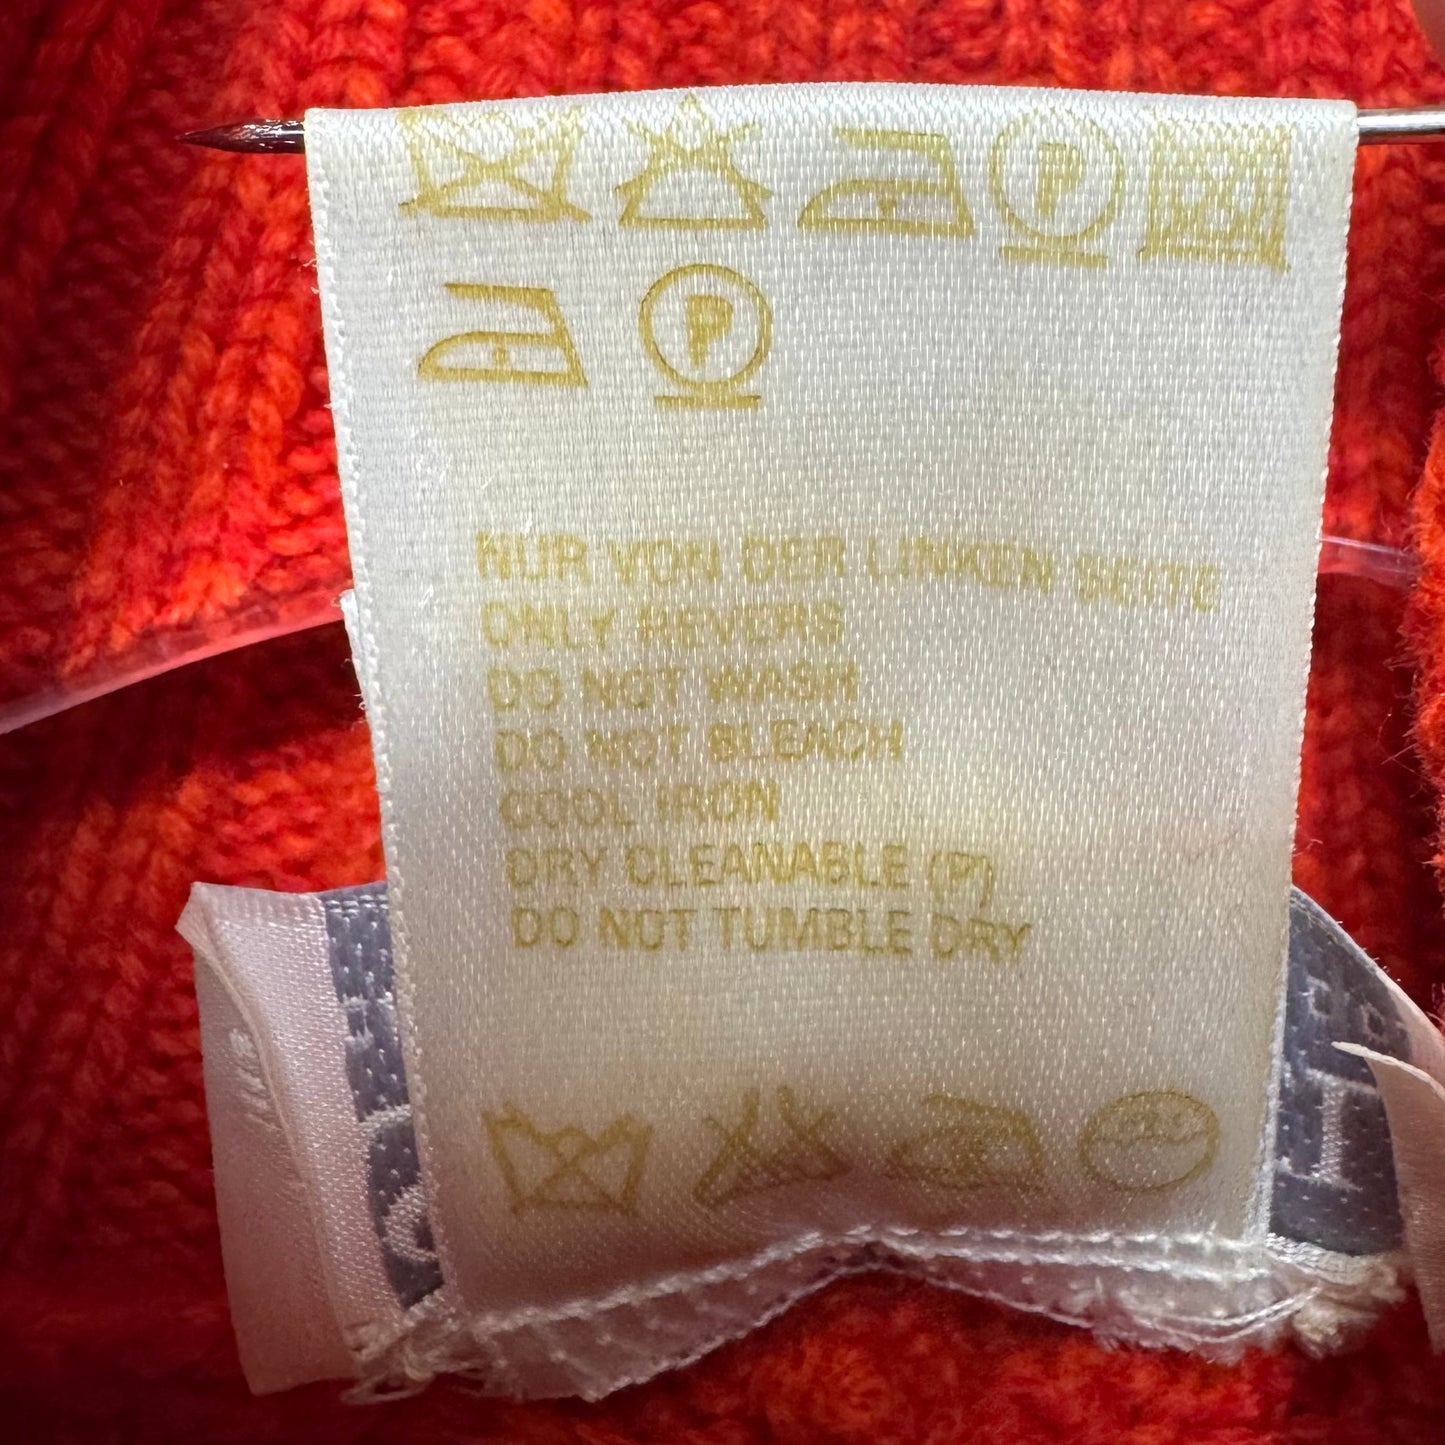 P
P
NUR VON DER LINKEN SEITE
ONLY REVERS
DO NOT WASH
DO NOT BLEACH
COOL IRON
DRY CLEANABLE (P)
DO NOT TUMBLE DRY